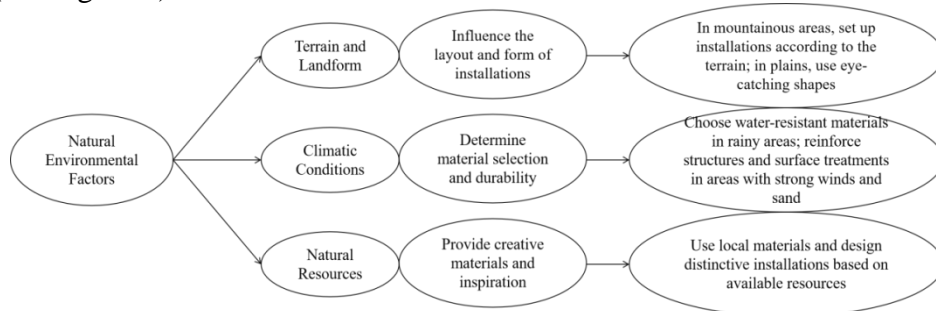 Natural
Environmental
Factors
Terrain and
Landform
Influence the
layout and form of
installations
In mountainous areas, set up
installations according to the
terrain; in plains, use eye-
catching shapes
Climatic
Conditions
Determine
material selection
and durability
Choose water-resistant materials
in rainy areas; reinforce
structures and surface treatments
in areas with strong winds and
sand
Natural
Resources
Provide creative
materials and
inspiration
Use local materials and design
distinctive installations based on
available resources